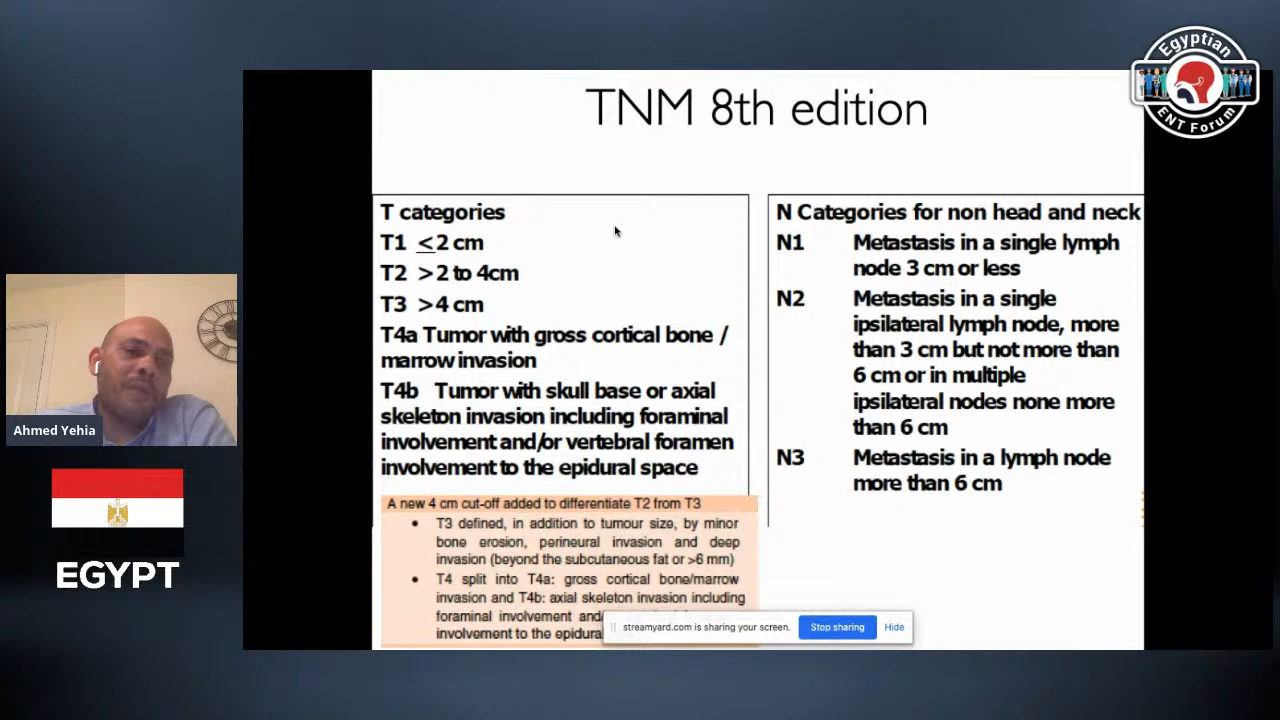 Egyptian
ENT Forum
TNM 8th edition
T categories
T1 <2 cm
T2 >2 to 4cm
T3 >4 cm
T4a Tumor with gross cortical bone /
marrow invasion
T4b Tumor with skull base or axial
skeleton invasion including foraminal
involvement and/or vertebral foramen
involvement to the epidural space
A new 4 cm cut-off added to differentiate T2 from T3
• T3 defined, in addition to tumour size, by minor
bone erosion, perineural invasion and deep
invasion (beyond the subcutaneous fat or >6 mm)
• T4 split into T4a: gross cortical bone/marrow
invasion and T4b: axial skeleton invasion including
foraminal involvement and/
involvement to the epidura
N Categories for non head and neck
N1 Metastasis in a single lymph
node 3 cm or less
N2 Metastasis in a single
ipsilateral lymph node, more
than 3 cm but not more than
6 cm or in multiple
ipsilateral nodes none more
than 6 cm
N3 Metastasis in a lymph node
more than 6 cm
streamyard.com is sharing your screen.
Stop sharing
Hide
Ahmed Yehia
EGYPT